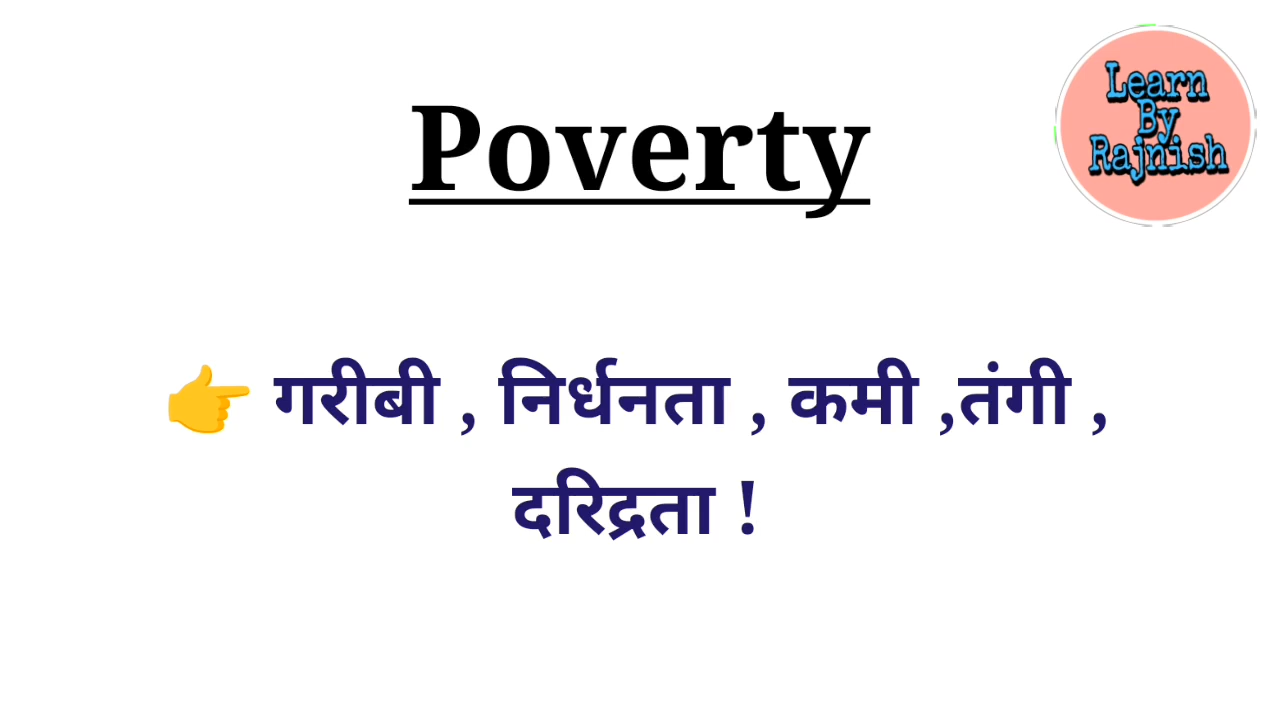 Poverty
Learn
By
Rajnish
👉 गरीबी , निर्धनता , कमी ,तंगी ,
दरिद्रता !